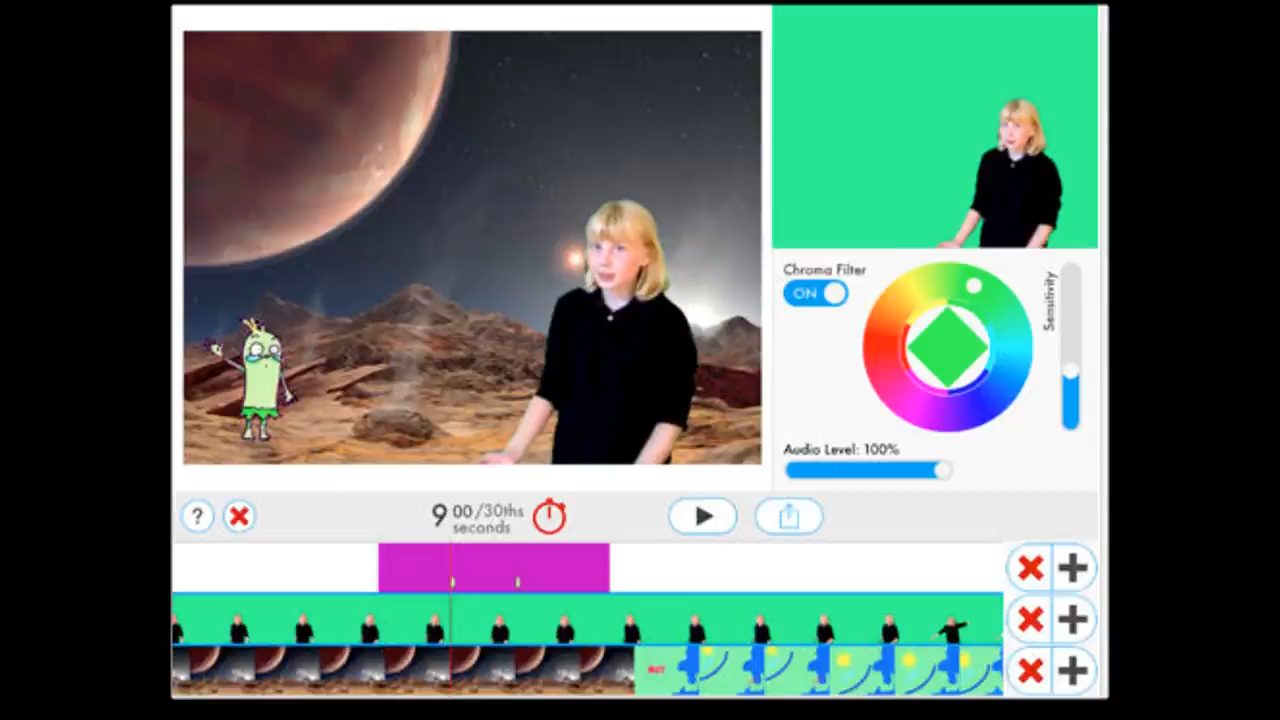 Chroma Filter
ON
Sensitivity
Audio Level: 100%
?
9 00/30ths
seconds